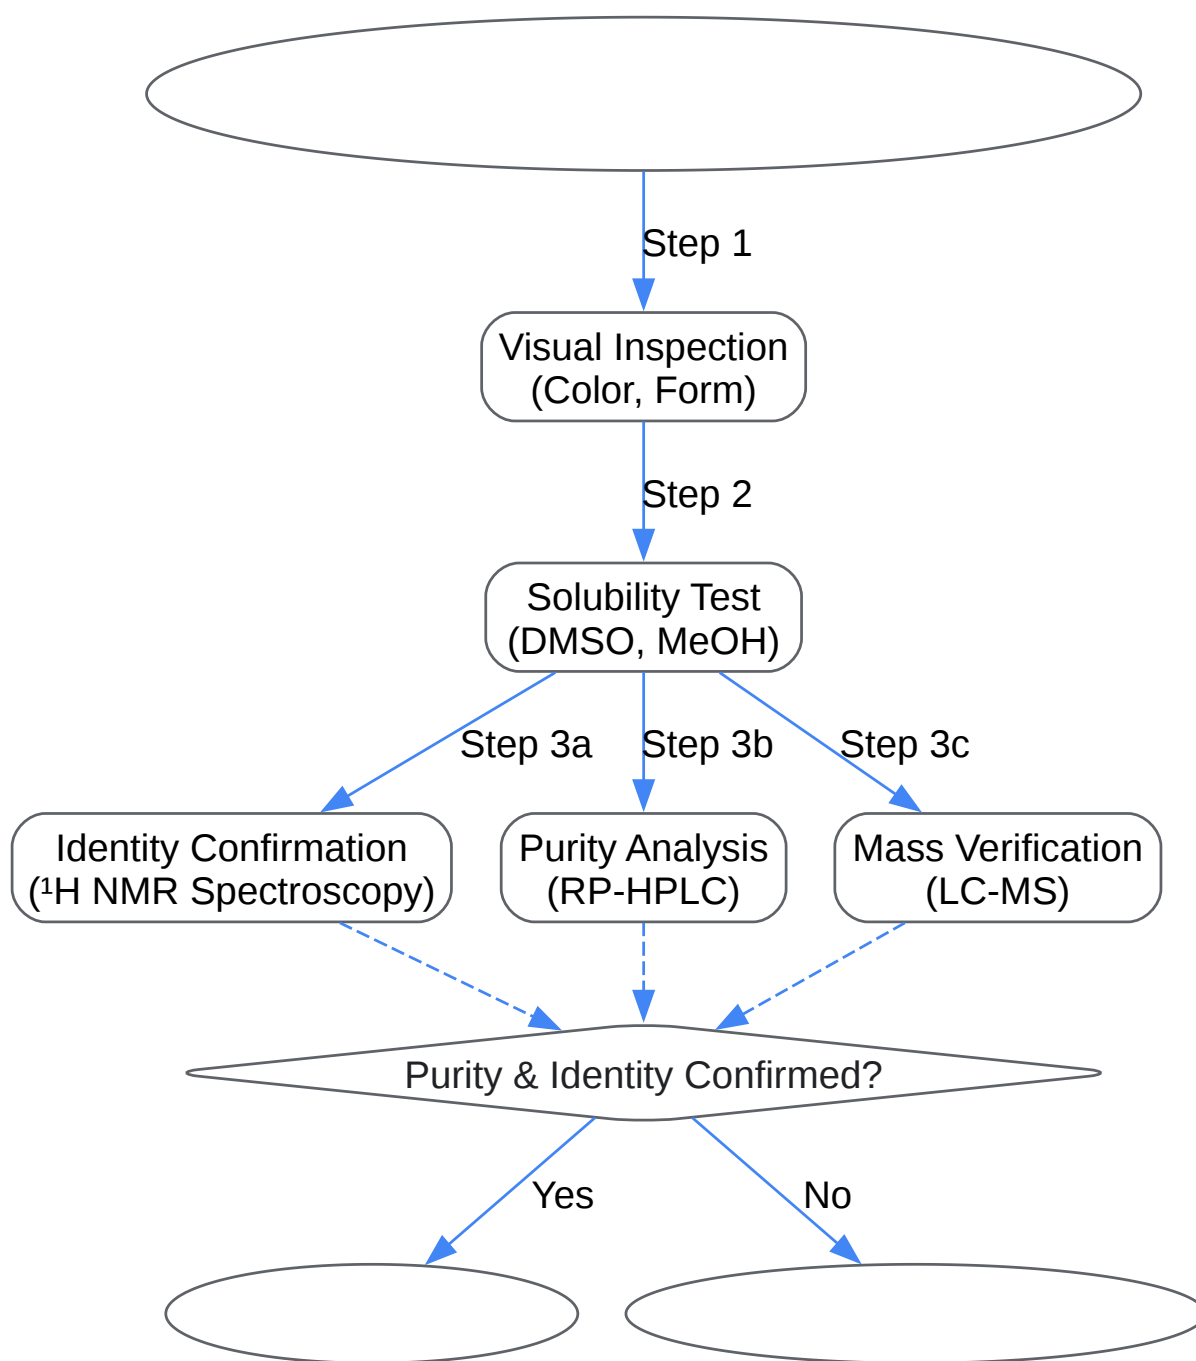 Step 1
Visual Inspection
(Color, Form)
Step 2
Solubility Test
(DMSO, MeOH)
Step 3a
Step 3b
Step 3c
Identity Confirmation
(¹H NMR Spectroscopy)
Purity Analysis
(RP-HPLC)
Mass Verification
(LC-MS)
Purity & Identity Confirmed?
Yes
No